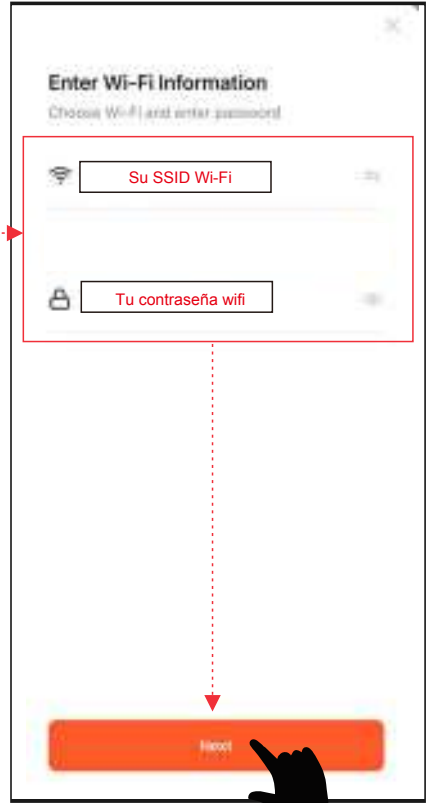 Enter Wi-Fi Information
Choose Wi-Fi and enter password
Su SSID Wi-Fi
Tu contraseña wifi
Next